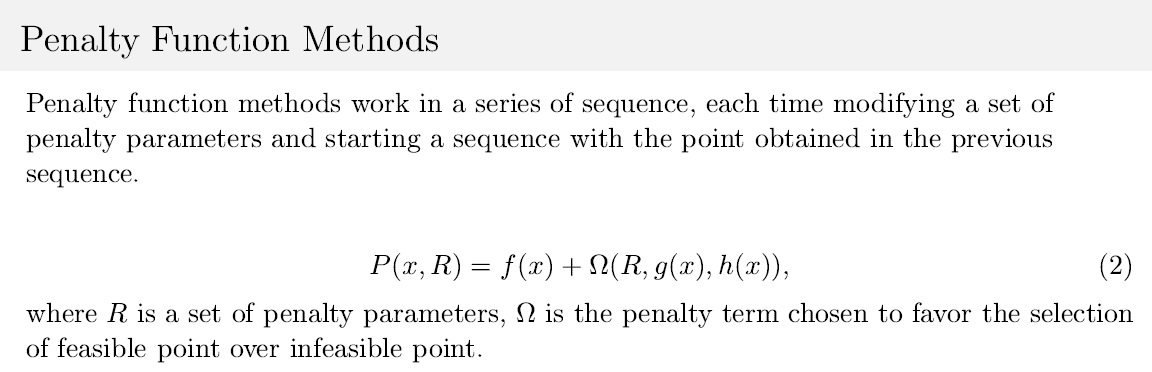 Penalty Function Methods
Penalty function methods work in a series of sequence, each time modifying a set of
penalty parameters and starting a sequence with the point obtained in the previous
sequence.
P(x, R) = f(x) + Ω(R, g(x), h(x)), (2)
where R is a set of penalty parameters, Ω is the penalty term chosen to favor the selection
of feasible point over infeasible point.